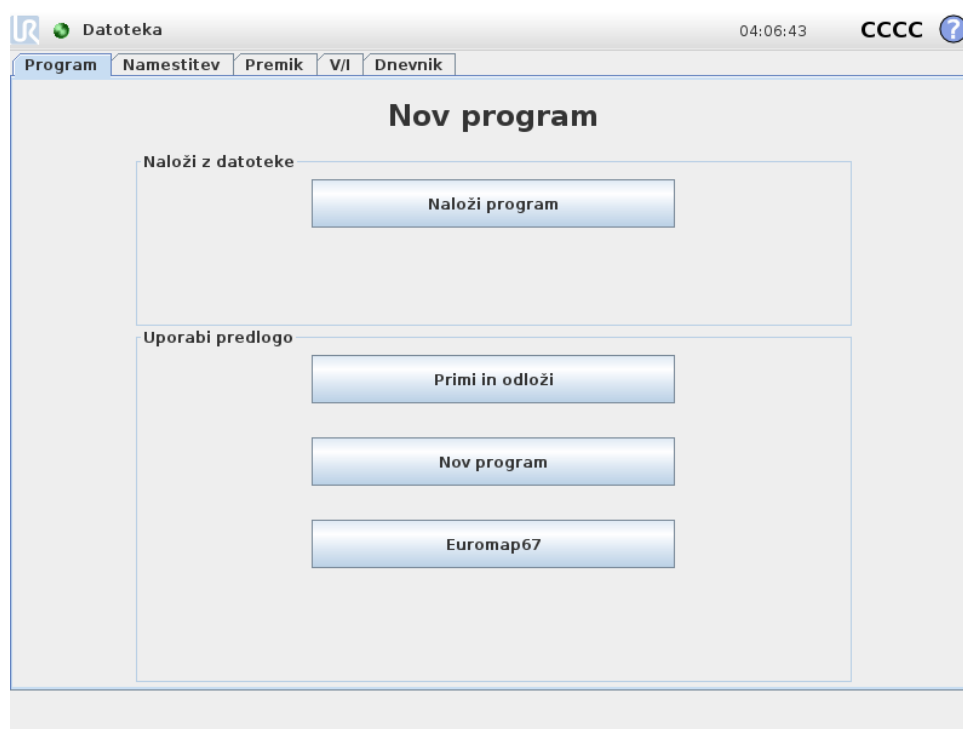 UR Datoteka 04:06:43 CCCC ?
Program Namestitev Premik V/I Dnevnik
Nov program
Naloži z datoteke
Naloži program
Uporabi predlogo
Primi in odloži
Nov program
Euromap67